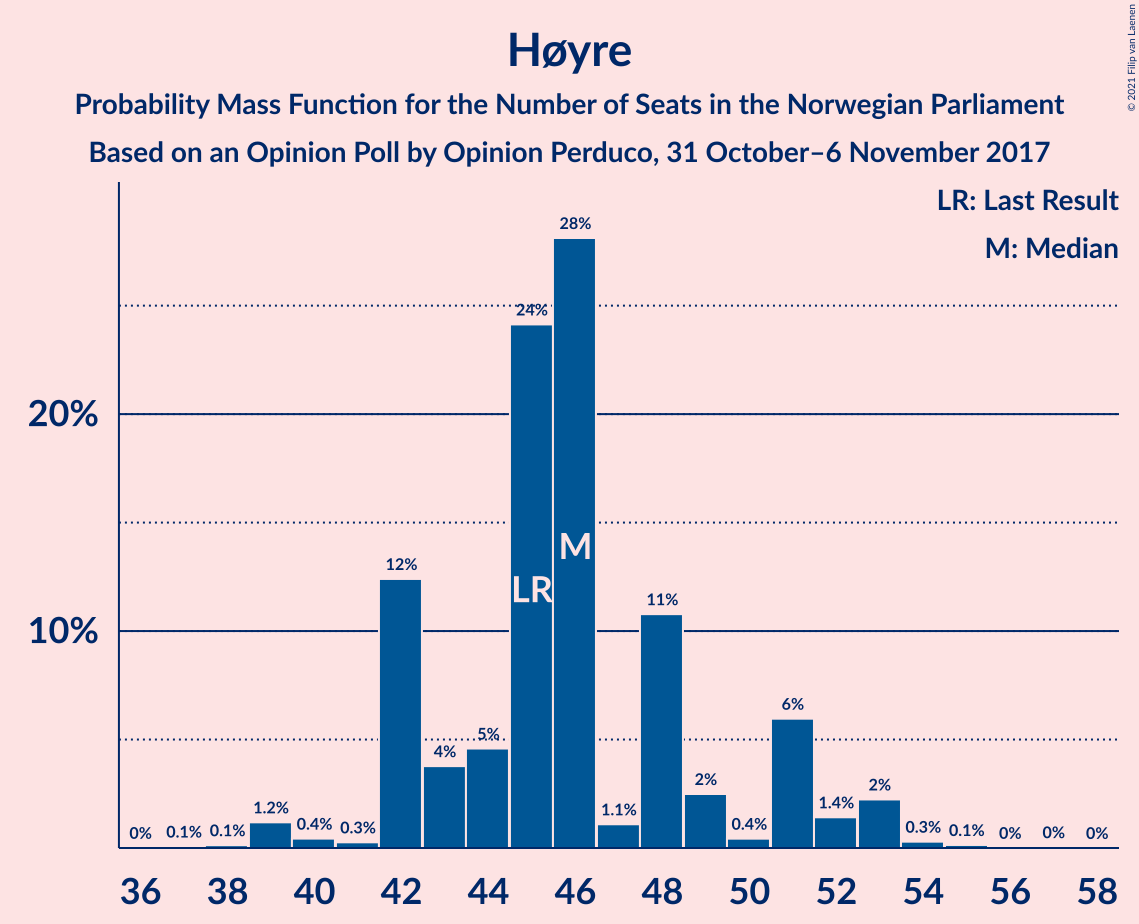 Høyre
Probability Mass Function for the Number of Seats in the Norwegian Parliament
Based on an Opinion Poll by Opinion Perduco, 31 October–6 November 2017
© 2021 Filip van Laenen
LR: Last Result
M: Median
20%
10%
0%
0.1%
0.1%
1.2%
0.4%
0.3%
12%
4%
5%
24%
28%
1.1%
11%
2%
0.4%
6%
1.4%
2%
0.3%
0.1%
0%
0%
0%
LR
M
36 38 40 42 44 46 48 50 52 54 56 58